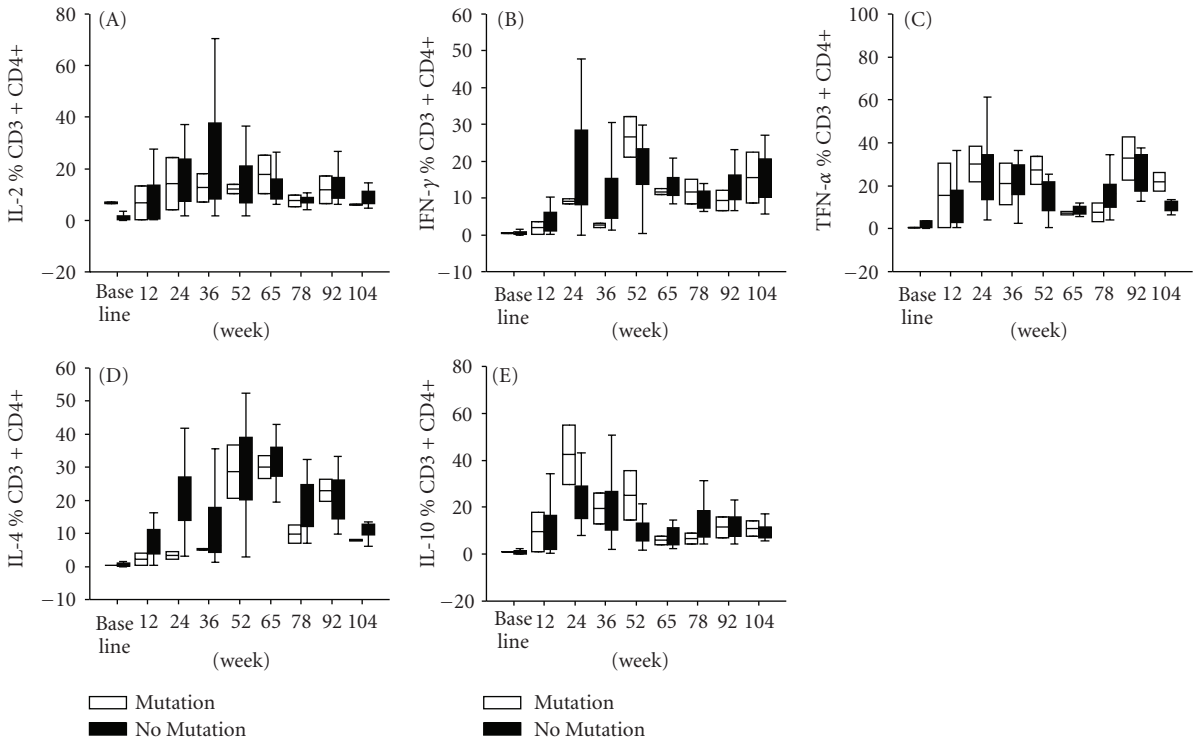 (A)
IL-2 % CD3 + CD4+
80
60
40
20
0
−20
Base line 12 24 36 52 65 78 92 104
(week)
(B)
IFN-γ % CD3 + CD4+
60
50
40
30
20
10
0
−10
Base line 12 24 36 52 65 78 92 104
(week)
(C)
TFN-α % CD3 + CD4+
100
80
60
40
20
0
−20
Base line 12 24 36 52 65 78 92 104
(week)
(D)
IL-4 % CD3 + CD4+
60
50
40
30
20
10
0
−10
Base line 12 24 36 52 65 78 92 104
(week)
(E)
IL-10 % CD3 + CD4+
80
60
40
20
0
−20
Base line 12 24 36 52 65 78 92 104
(week)
Mutation
No Mutation
Mutation
No Mutation